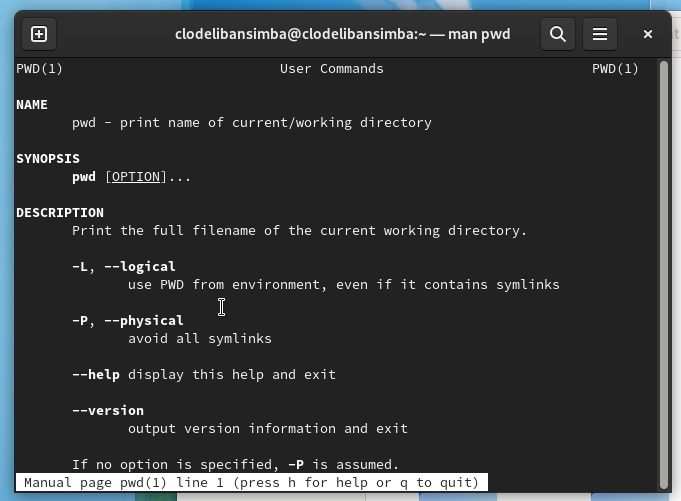 clodelibansimba@clodelibansimba:~ — man pwd
PWD(1) User Commands PWD(1)
NAME
pwd - print name of current/working directory
SYNOPSIS
pwd [OPTION]...
DESCRIPTION
Print the full filename of the current working directory.
-L, --logical
use PWD from environment, even if it contains symlinks
-P, --physical
avoid all symlinks
--help display this help and exit
--version
output version information and exit
If no option is specified, -P is assumed.
Manual page pwd(1) line 1 (press h for help or q to quit)